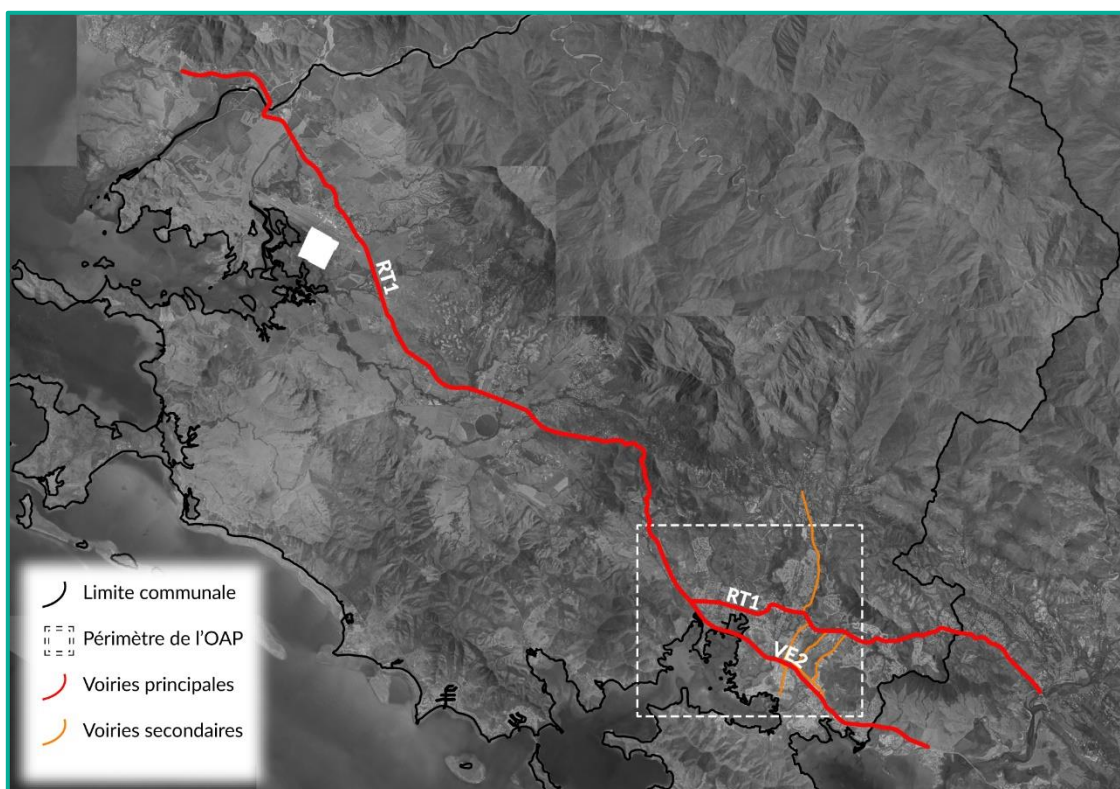 RT1
RT1
VE2
Limite communale
Périmètre de l’OAP
Voiries principales
Voiries secondaires